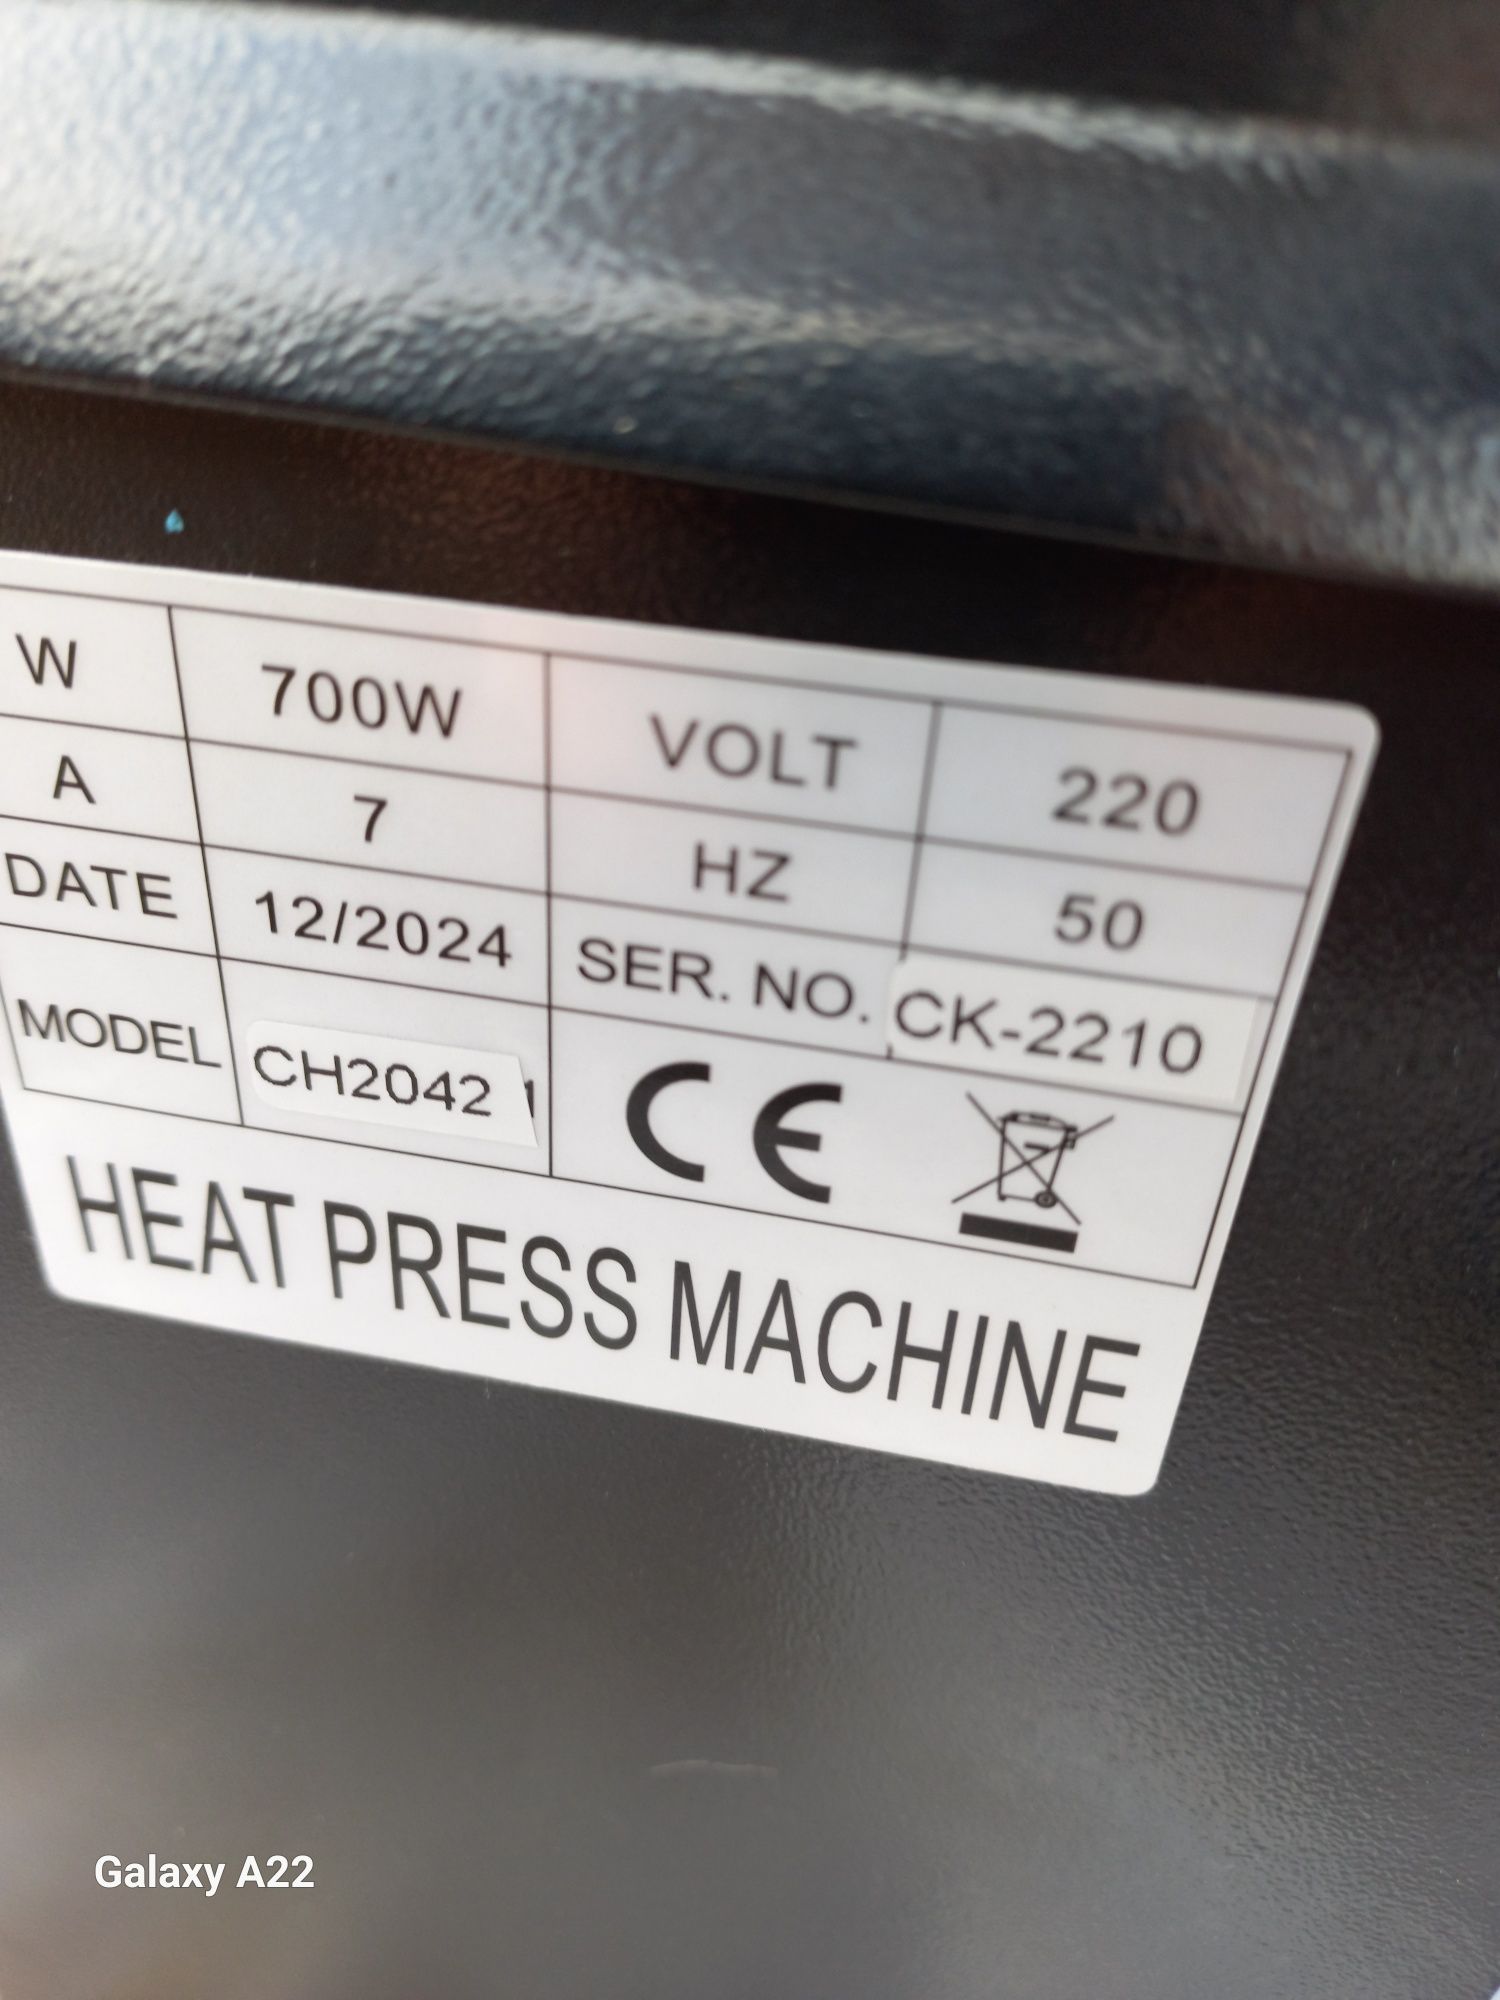 W 700W VOLT 220
A 7 HZ 50
DATE 12/2024 SER. NO. CK-2210
MODEL CH2042 1 CE
HEAT PRESS MACHINE
Galaxy A22